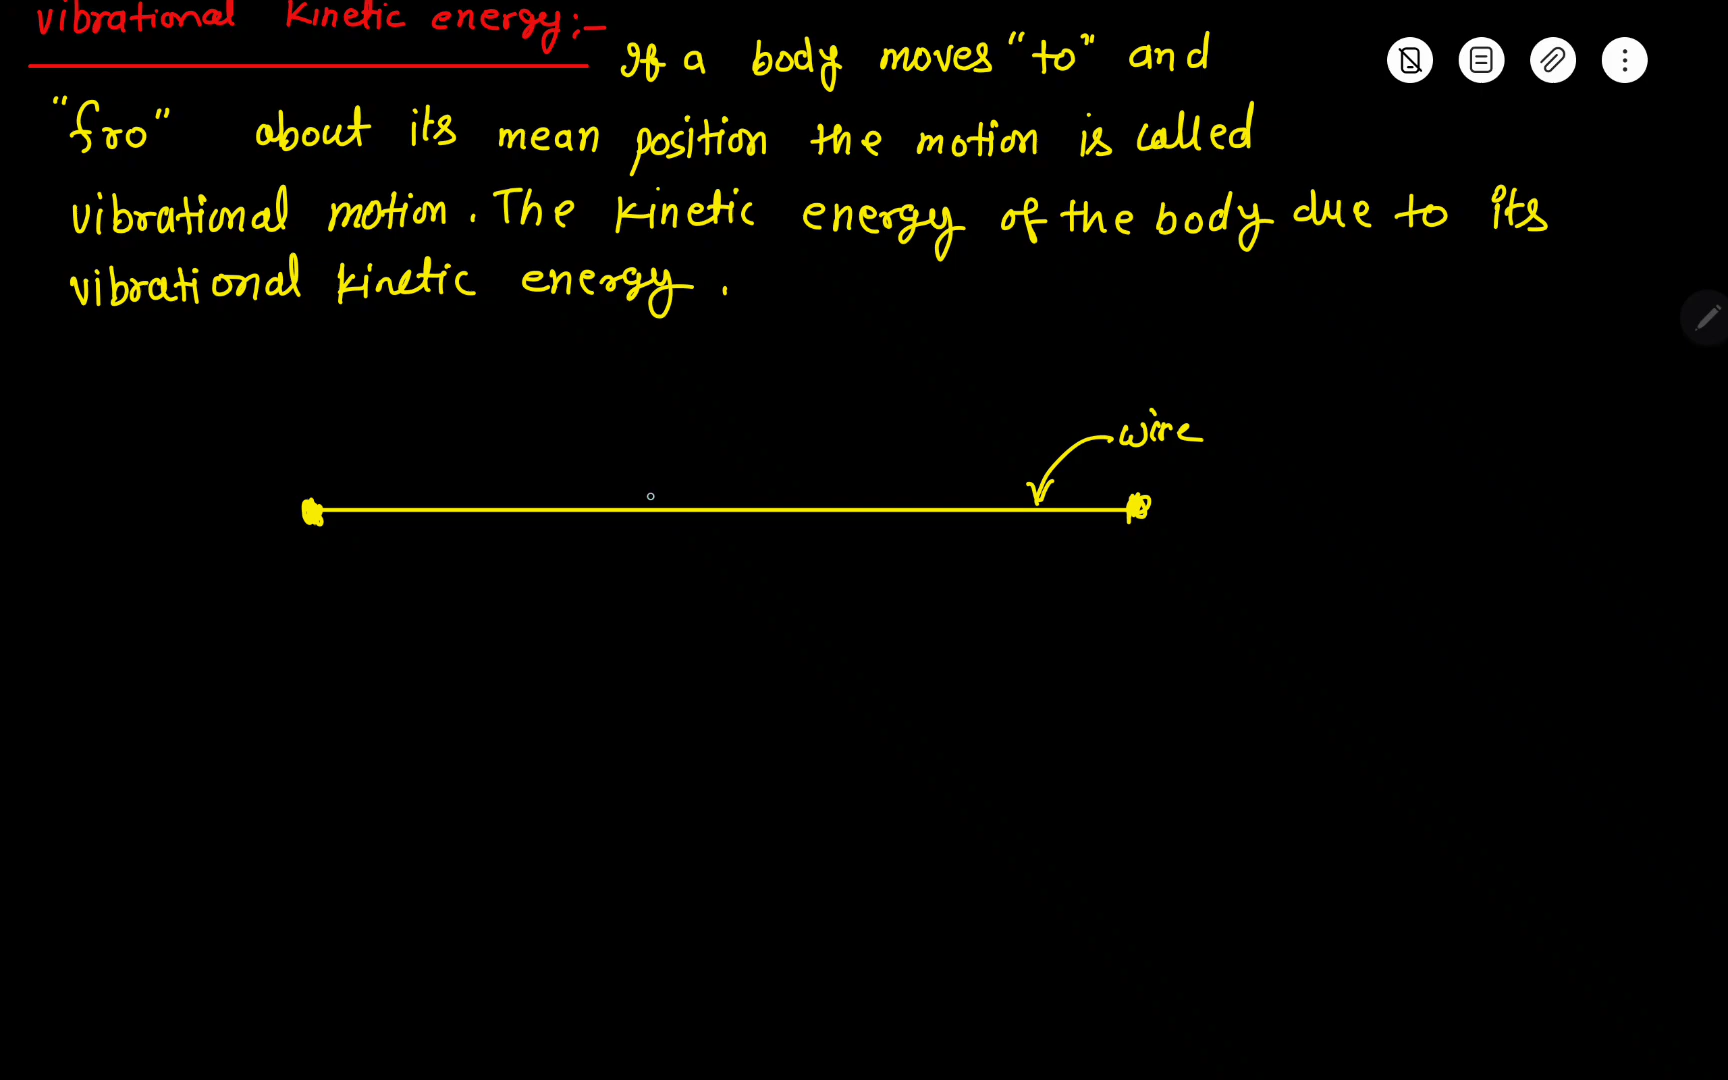 vibrational Kinetic energy:-
If a body moves "to" and
"fro" about its mean position the motion is called
vibrational motion. The kinetic energy of the body due to its
vibrational kinetic energy.
wire